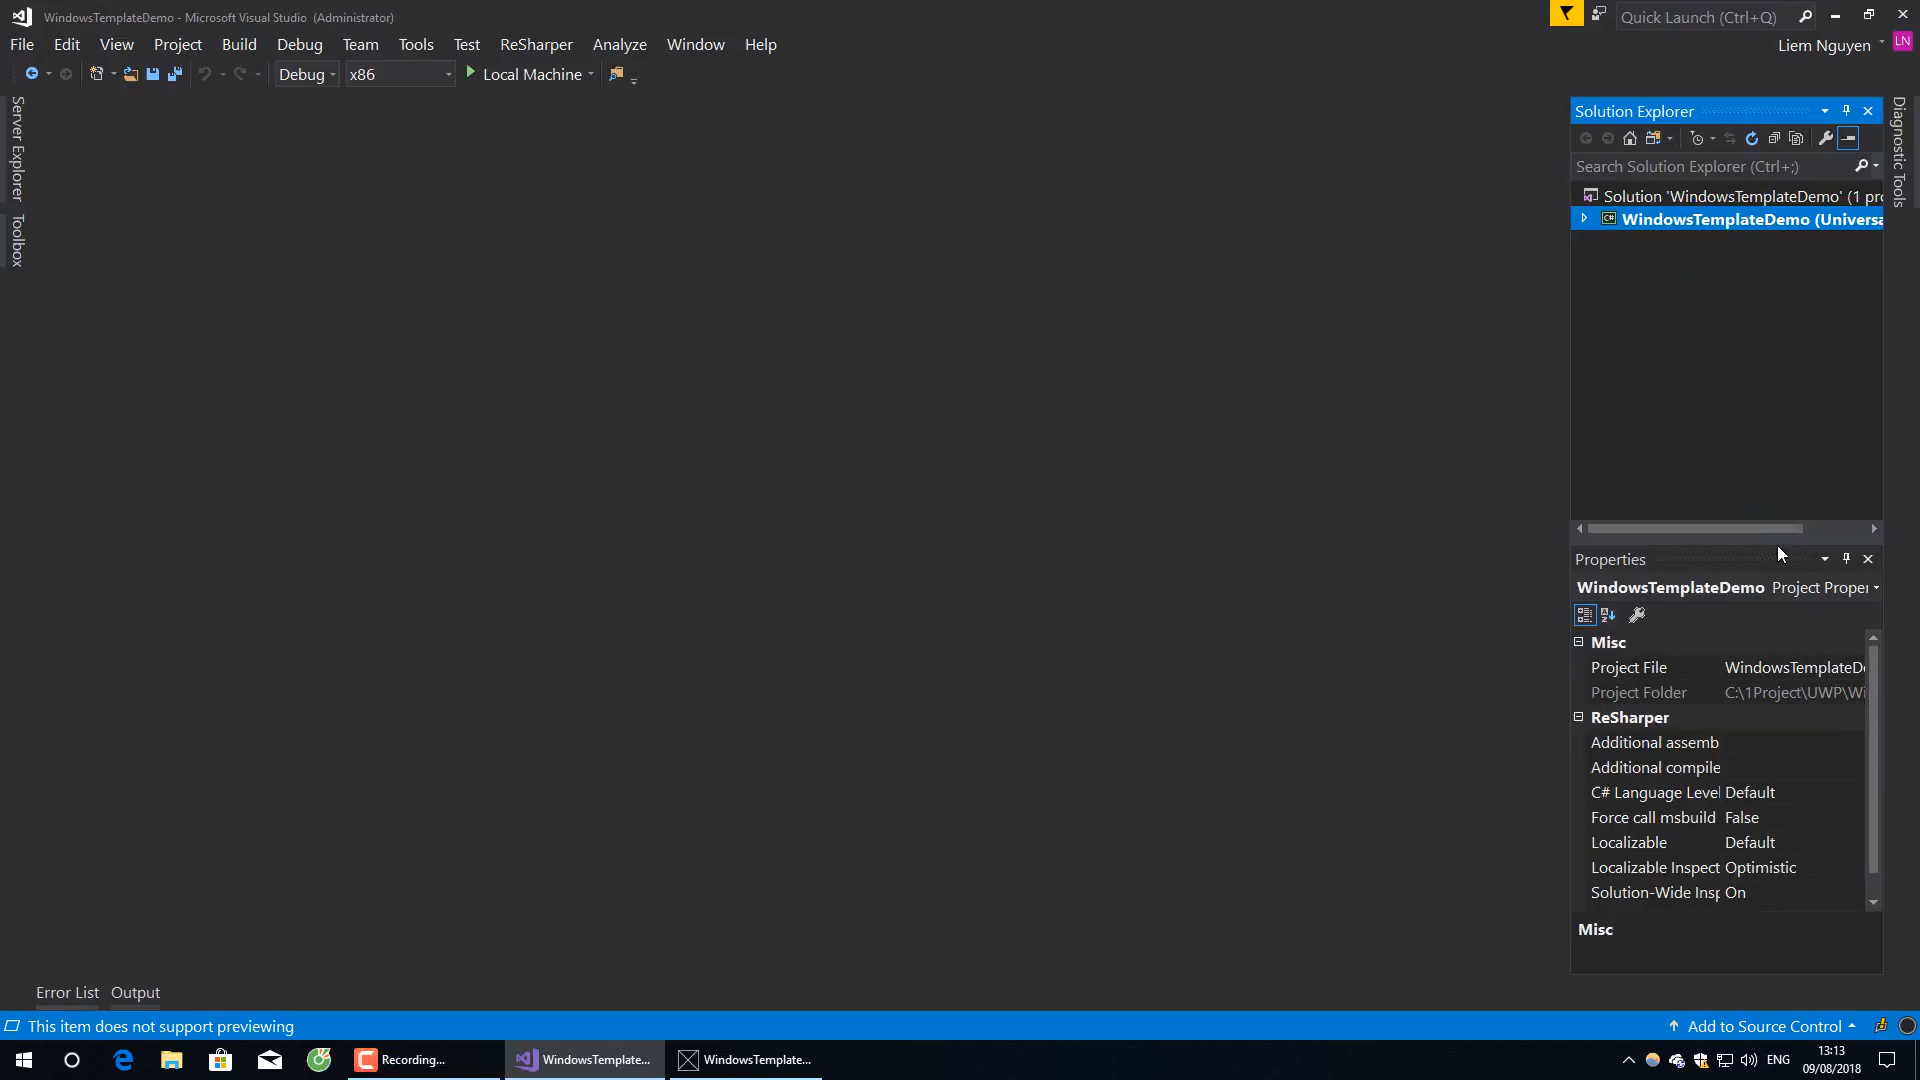 WindowsTemplateDemo - Microsoft Visual Studio (Administrator)
Quick Launch (Ctrl+Q)
File Edit View Project Build Debug Team Tools Test ReSharper Analyze Window Help
Liem Nguyen LN
Debug x86 Local Machine
Server Explorer
Toolbox
Solution Explorer
Search Solution Explorer (Ctrl+;)
Solution 'WindowsTemplateDemo' (1 pro
C# WindowsTemplateDemo (Universa
Diagnostic Tools
Properties
WindowsTemplateDemo Project Proper
Misc
Project File WindowsTemplateDe
Project Folder C:\1Project\UWP\Wi
ReSharper
Additional assemb
Additional compile
C# Language Level Default
Force call msbuild False
Localizable Default
Localizable Inspect Optimistic
Solution-Wide Insp On
Misc
Error List Output
This item does not support previewing
Add to Source Control
Recording...
WindowsTemplate...
WindowsTemplate...
ENG
13:13
09/08/2018